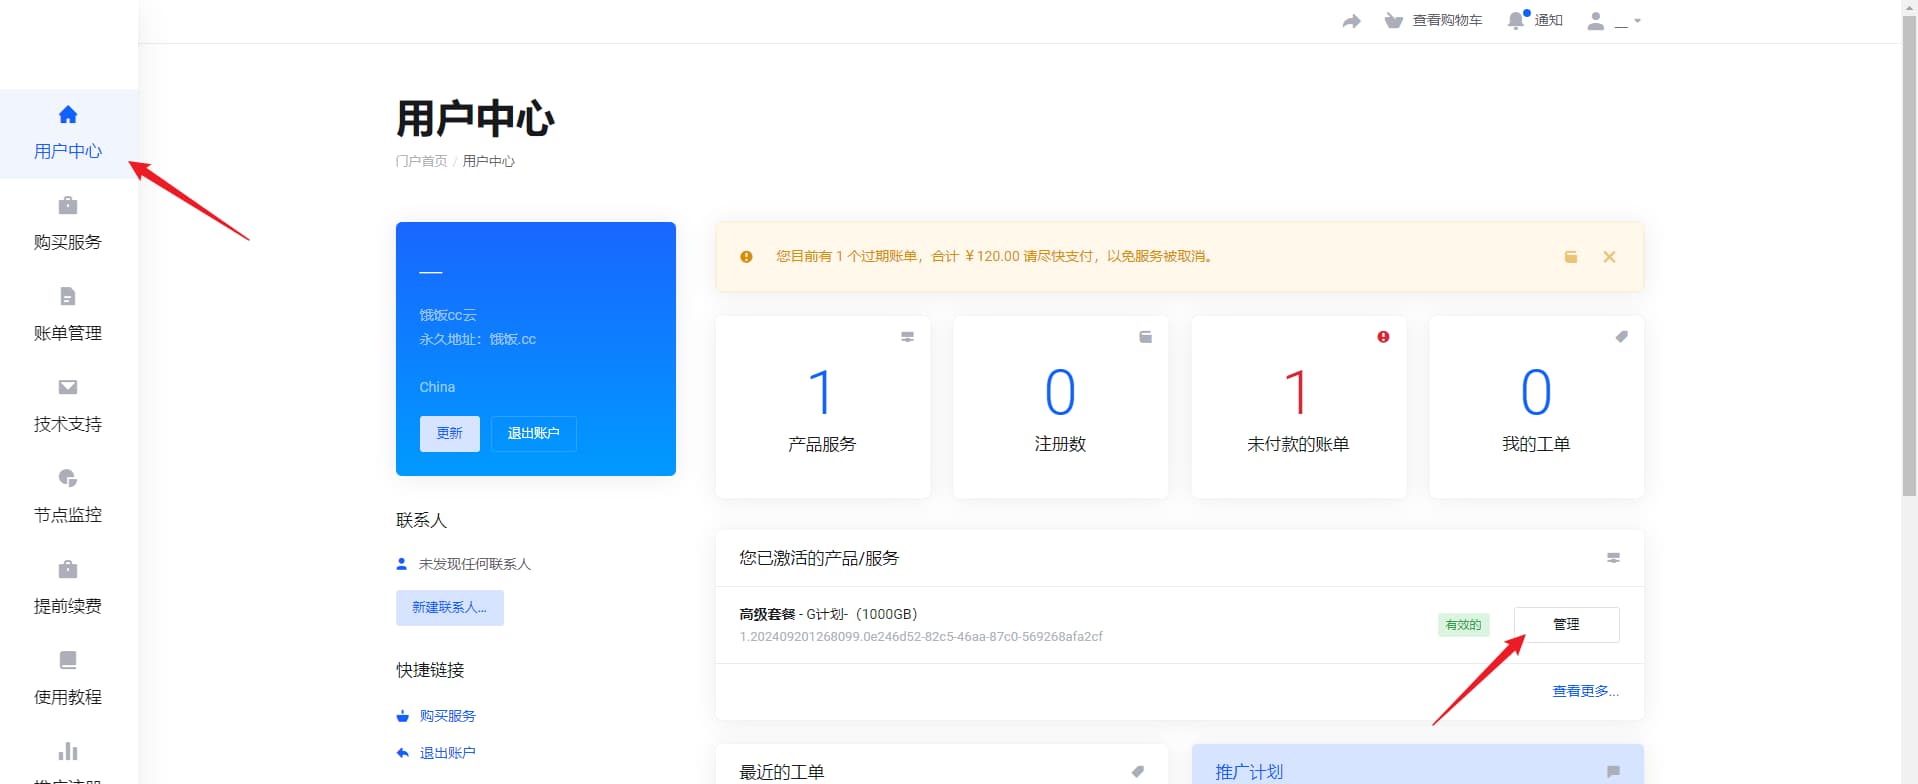 查看购物车
通知
用户中心
购买服务
账单管理
技术支持
节点监控
提前续费
使用教程
推广注册
用户中心
门户首页 / 用户中心
饿饭cc云
永久地址：饿饭.cc
China
更新
退出账户
联系人
未发现任何联系人
新建联系人...
快捷链接
购买服务
退出账户
您目前有 1 个过期账单，合计 ￥120.00 请尽快支付，以免服务被取消。
1
产品服务
0
注册数
1
未付款的账单
0
我的工单
您已激活的产品/服务
高级套餐 - G计划-（1000GB）
1.202409201268099.0e246d52-82c5-46aa-87c0-569268afa2cf
有效的
管理
查看更多...
最近的工单
推广计划